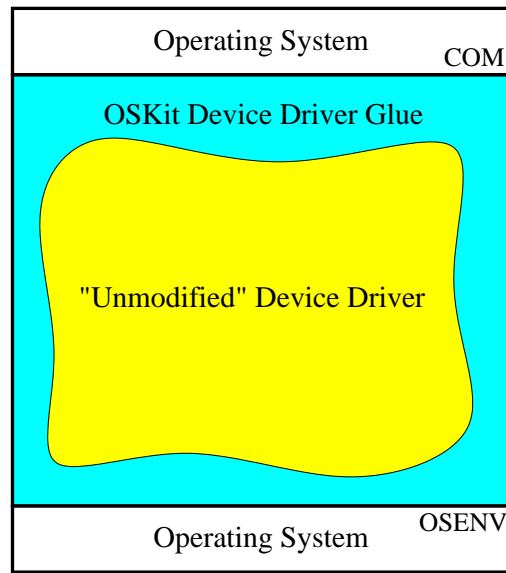 Operating System
COM
OSKit Device Driver Glue
"Unmodified" Device Driver
OSENV
Operating System